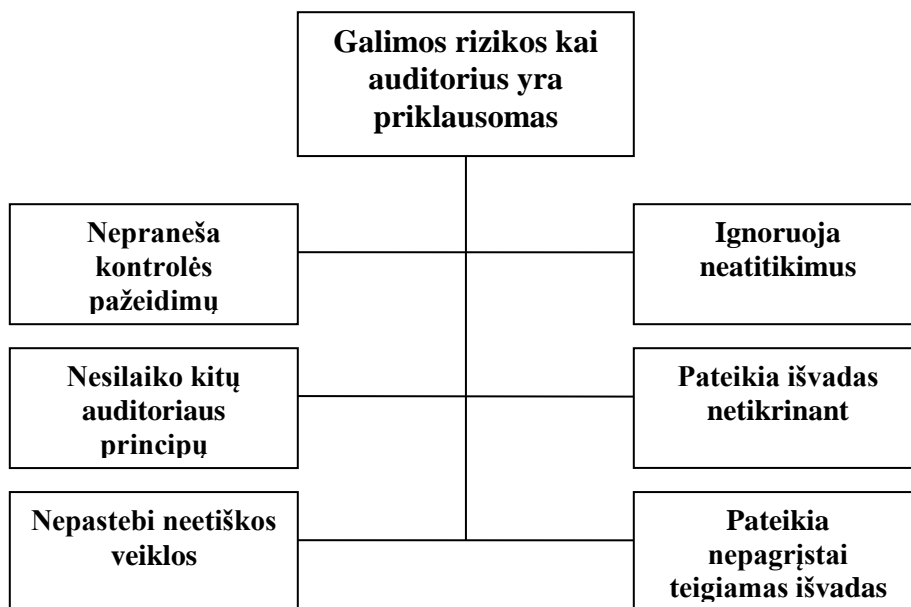 Galimos rizikos kai
auditorius yra
priklausomas
Nepraneša
kontrolės
pažeidimų
Ignoruoja
neatitikimus
Nesilaiko kitų
auditoriaus
principų
Pateikia išvadas
netikrinant
Nepastebi neetiškos
veiklos
Pateikia
nepagrįstai
teigiamas išvadas